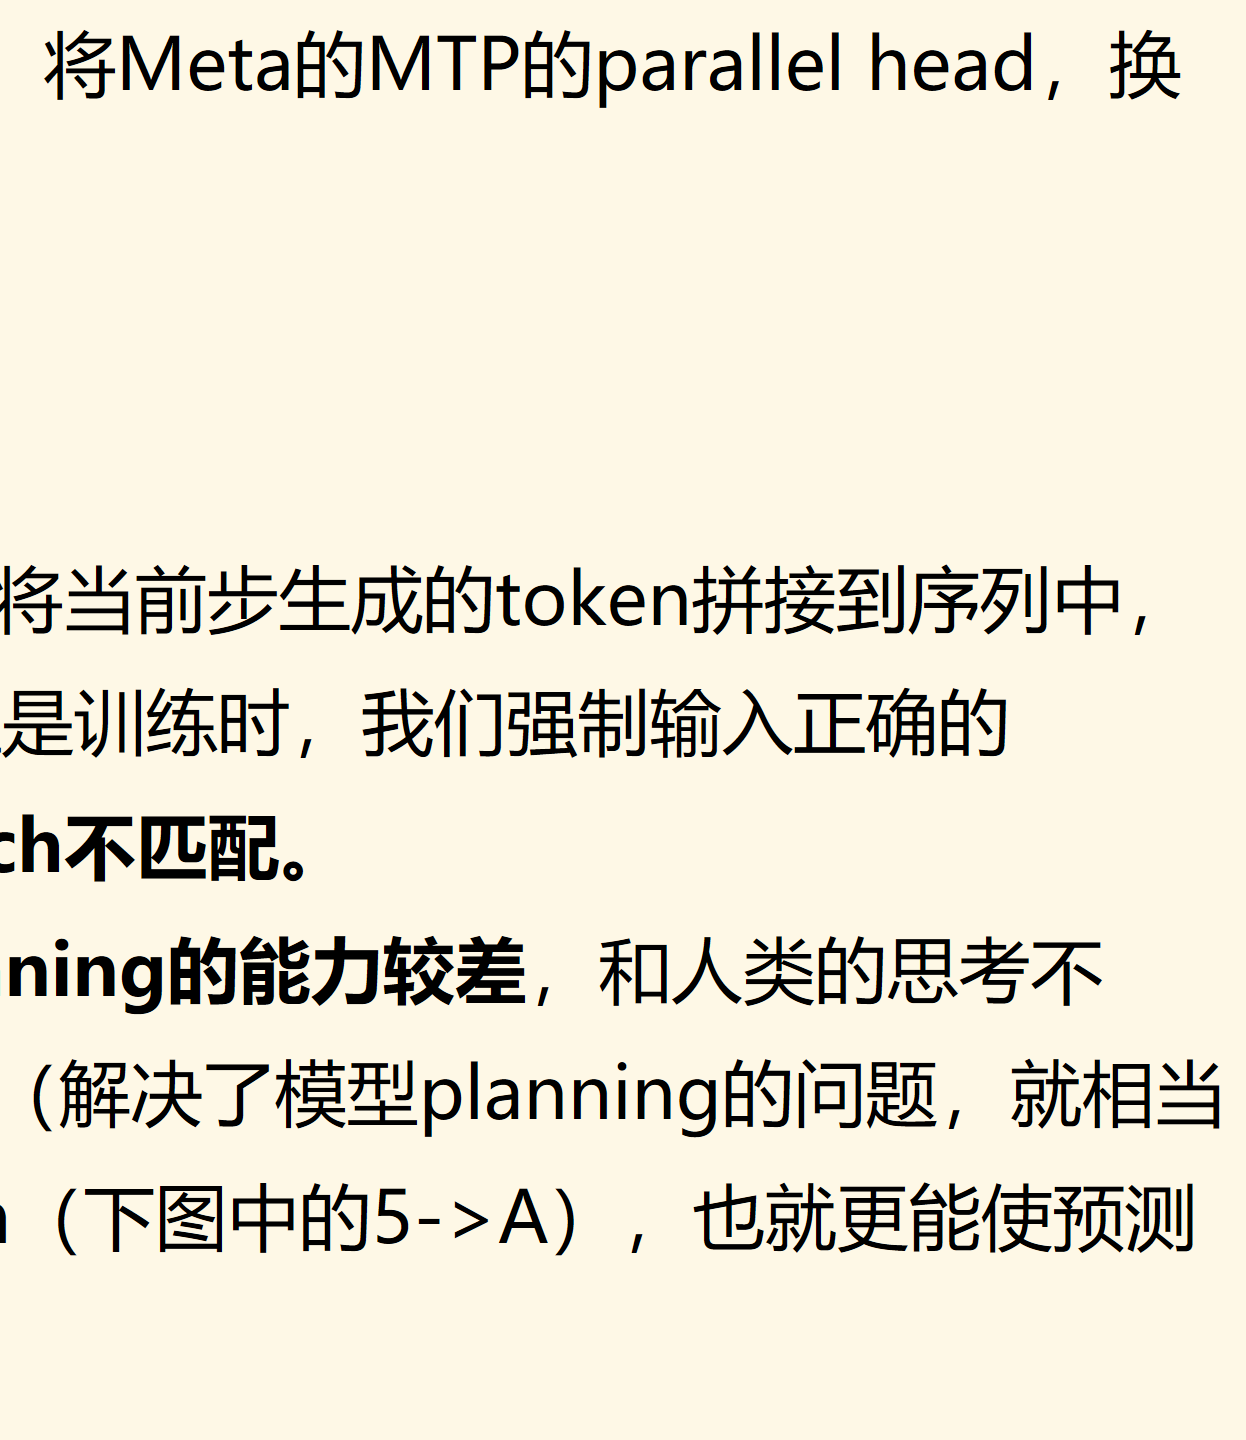 将Meta的MTP的parallel head，换
将当前步生成的token拼接到序列中，
是训练时，我们强制输入正确的
ch不匹配。
ning的能力较差，和人类的思考不
（解决了模型planning的问题，就相当
（下图中的5->A），也就更能使预测